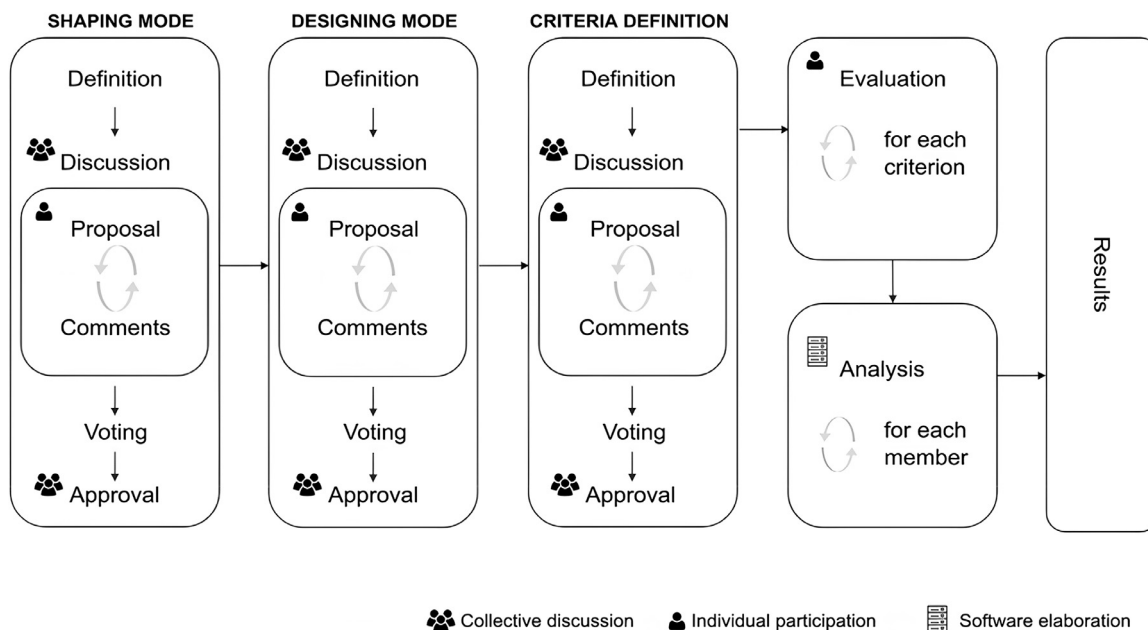 SHAPING MODE
Definition
Discussion
Proposal
Comments
Voting
Approval
DESIGNING MODE
Definition
Discussion
Proposal
Comments
Voting
Approval
CRITERIA DEFINITION
Definition
Discussion
Proposal
Comments
Voting
Approval
Evaluation
for each
criterion
Analysis
for each
member
Results
Collective discussion
Individual participation
Software elaboration